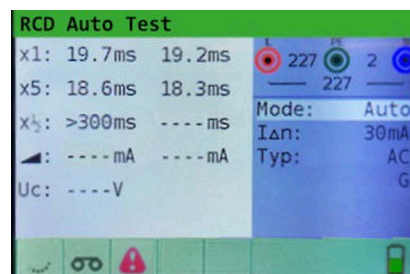 RCD Auto Test
x1: 19.7ms 19.2ms
x5: 18.6ms 18.3ms
x½: >300ms ----ms
◢: ----mA ----mA
Uc: ----V
L PE
227 2
227
Mode: Auto
I∆n: 30mA
Typ: AC
G